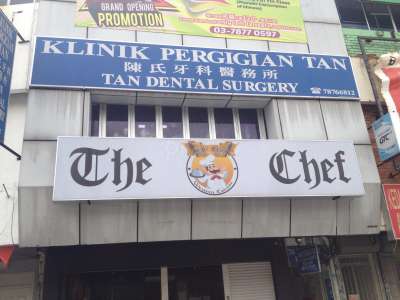 GRAND OPENING
PROMOTION
03-7877 0597
KLINIK PERGIGIAN TAN
陳氏牙科醫務所
TAN DENTAL SURGERY
☎ 78766812
The Chef
GTC